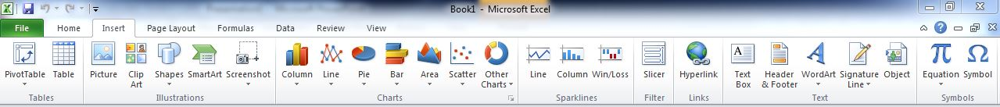 Book1 - Microsoft Excel
File Home Insert Page Layout Formulas Data Review View
PivotTable Table Picture Clip Art Shapes SmartArt Screenshot Column Line Pie Bar Area Scatter Other Charts Line Column Win/Loss Slicer Hyperlink Text Box Header & Footer WordArt Signature Line Object Equation Symbol
Tables Illustrations Charts Sparklines Filter Links Text Symbols